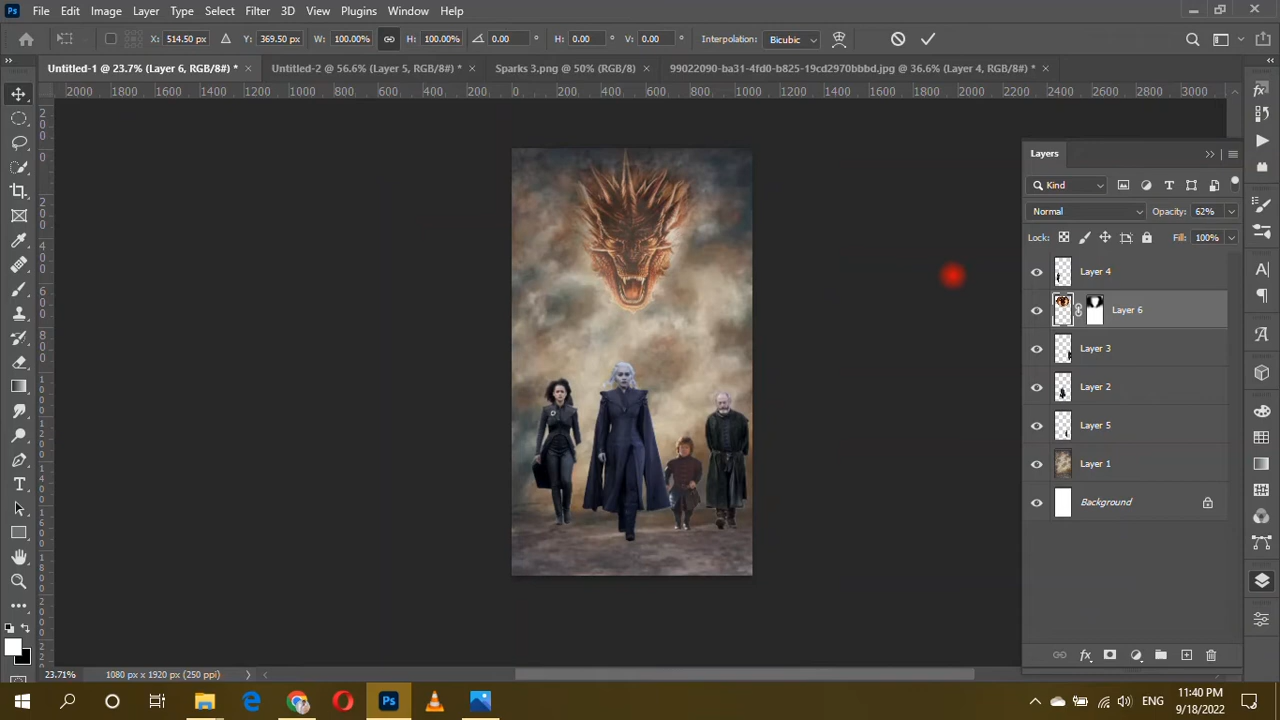 Ps File Edit Image Layer Type Select Filter 3D View Plugins Window Help
X: 514.50 px Y: 369.50 px W: 100.00% H: 100.00% 0.00 ° H: 0.00 ° V: 0.00 ° Interpolation: Bicubic
Untitled-1 @ 23.7% (Layer 6, RGB/8#) * × Untitled-2 @ 56.6% (Layer 5, RGB/8#) * × Sparks 3.png @ 50% (RGB/8) × 99022090-ba31-4fd0-b825-19cd2970bbbd.jpg @ 36.6% (Layer 4, RGB/8#) * ×
2000 1800 1600 1400 1200 1000 800 600 400 200 0 200 400 600 800 1000 1200 1400 1600 1800 2000 2200 2400 2600 2800 3000
Layers
Kind
Normal Opacity: 62%
Lock: Fill: 100%
Layer 4
Layer 6
Layer 3
Layer 2
Layer 5
Layer 1
Background
23.71% 1080 px x 1920 px (250 ppi)
Ps ENG 11:40 PM
9/18/2022